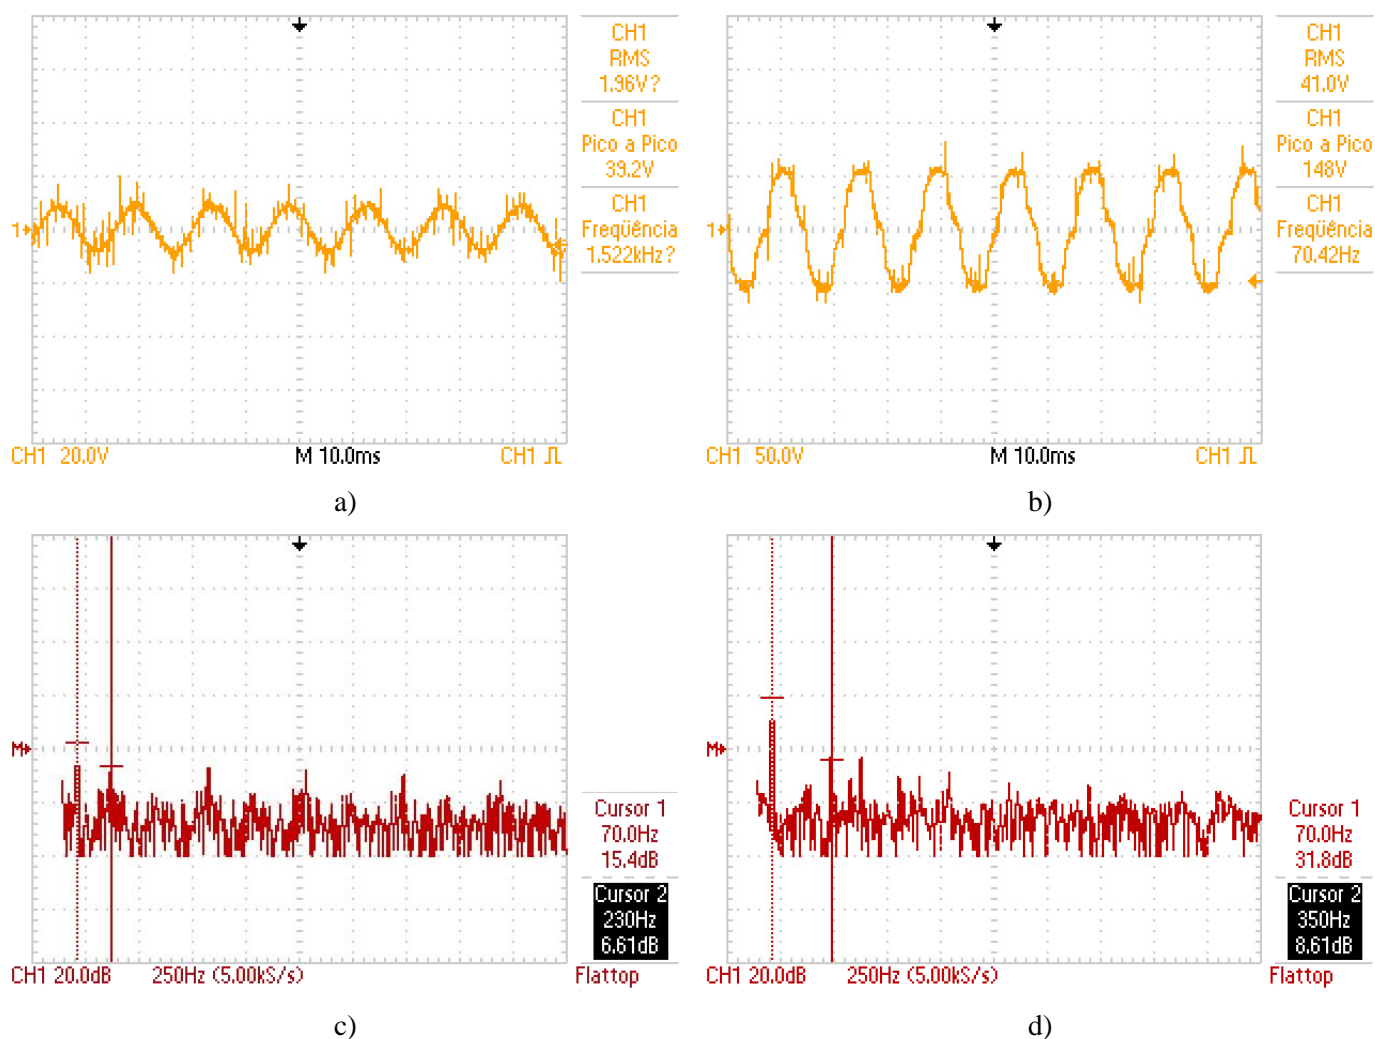 CH1
RMS
1.96V?
CH1
Pico a Pico
39.2V
CH1
Freqüência
1.522kHz?
1
CH1 20.0V M 10.0ms CH1
a)
CH1
RMS
41.0V
CH1
Pico a Pico
148V
CH1
Freqüência
70.42Hz
1
CH1 50.0V M 10.0ms CH1
b)
M
Cursor 1
70.0Hz
15.4dB
Cursor 2
230Hz
6.61dB
CH1 20.0dB 250Hz (5.00kS/s) Flattop
c)
M
Cursor 1
70.0Hz
31.8dB
Cursor 2
350Hz
8.61dB
CH1 20.0dB 250Hz (5.00kS/s) Flattop
d)